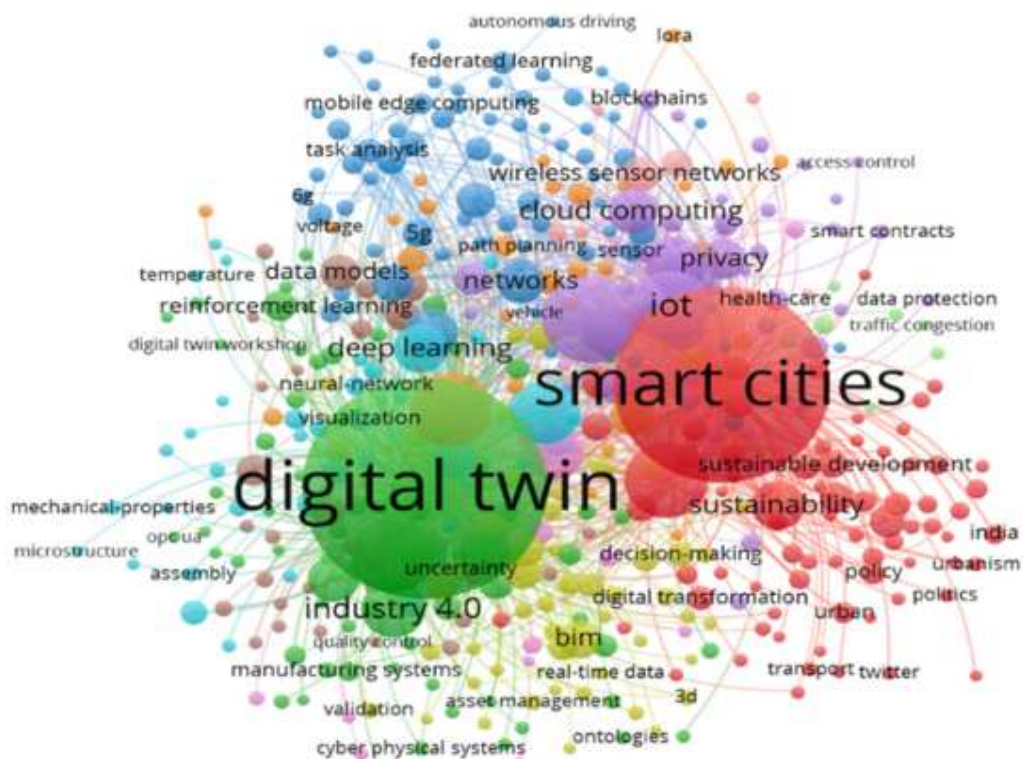 autonomous driving
lora
federated learning
blockchains
mobile edge computing
task analysis
access control
wireless sensor networks
6g
cloud computing
voltage
5g
smart contracts
path planning
sensor
privacy
temperature
data models
networks
reinforcement learning
vehicle
iot
health-care
data protection
traffic congestion
digital twin workshop
deep learning
neural-network
smart cities
visualization
sustainable development
digital twin
sustainability
mechanical-properties
opc ua
india
microstructure
assembly
uncertainty
decision-making
urbanism
policy
digital transformation
politics
industry 4.0
urban
quality control
bim
manufacturing systems
real-time data
transport
twitter
validation
asset management
3d
cyber physical systems
ontologies